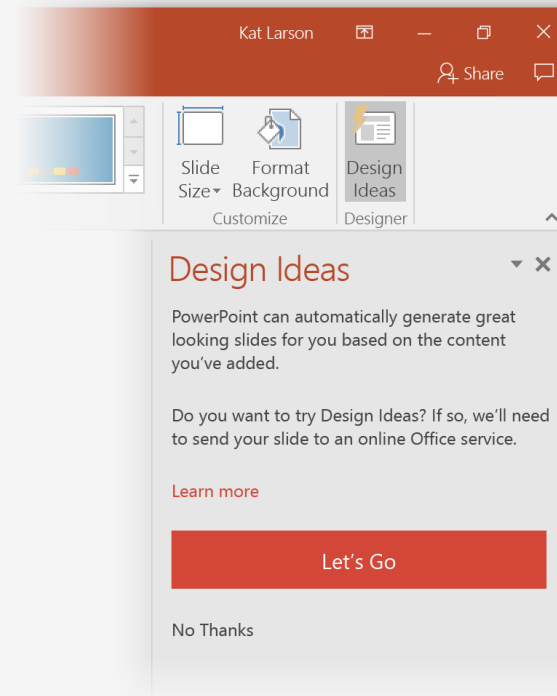 Kat Larson
Share
Slide
Size
Format
Background
Design
Ideas
Customize
Designer
Design Ideas
PowerPoint can automatically generate great
looking slides for you based on the content
you've added.
Do you want to try Design Ideas? If so, we'll need
to send your slide to an online Office service.
Learn more
Let's Go
No Thanks